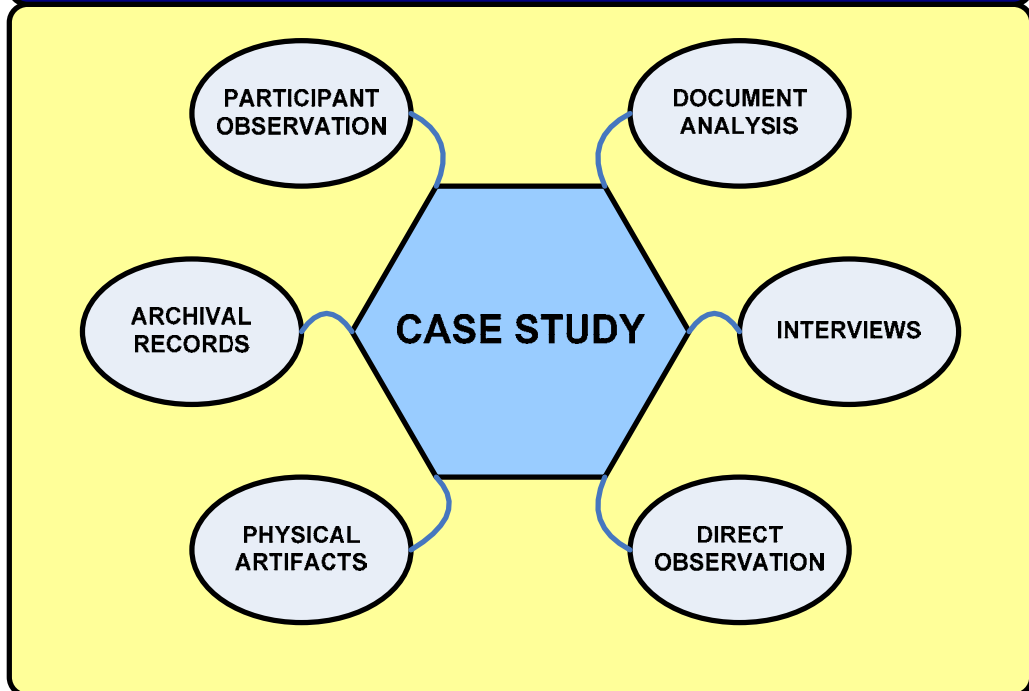 PARTICIPANT
OBSERVATION
DOCUMENT
ANALYSIS
ARCHIVAL
RECORDS
CASE STUDY
INTERVIEWS
PHYSICAL
ARTIFACTS
DIRECT
OBSERVATION